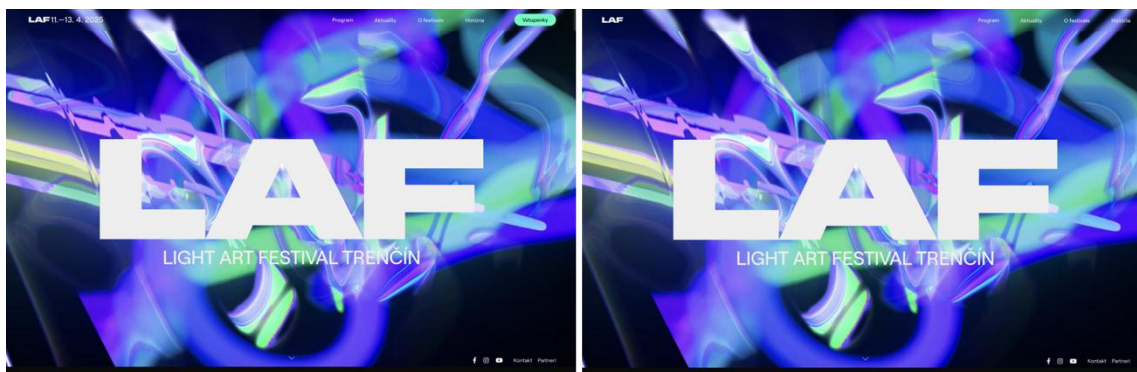 LAF 11.—13. 4. 2025
Program Aktuality O festivale História Vstupenky
LAF
LIGHT ART FESTIVAL TRENČÍN
Kontakt Partneri
LAF
Program Aktuality O festivale História
LAF
LIGHT ART FESTIVAL TRENČÍN
Kontakt Partneri